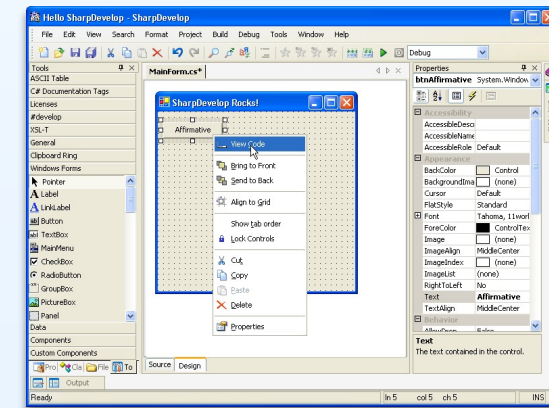 Hello SharpDevelop - SharpDevelop
File Edit View Search Format Project Build Debug Tools Window Help
Debug
Tools
ASCII Table
C# Documentation Tags
Licenses
#develop
XSL-T
General
Clipboard Ring
Windows Forms
Pointer
A Label
A LinkLabel
ab Button
abl TextBox
MainMenu
CheckBox
RadioButton
GroupBox
PictureBox
Panel
Data
Components
Custom Components
Pro Cla File To
Output
Ready
MainForm.cs*
SharpDevelop Rocks!
Affirmative
View Code
Bring to Front
Send to Back
Align to Grid
Show tab order
Lock Controls
Cut
Copy
Paste
Delete
Properties
Source Design
Properties
btnAffirmative System.Window
Accessibility
AccessibleDescr
AccessibleName
AccessibleRole Default
Appearance
BackColor Control
BackgroundIma (none)
Cursor Default
FlatStyle Standard
Font Tahoma, 11worl
ForeColor ControlTex
Image (none)
ImageAlign MiddleCenter
ImageIndex (none)
ImageList (none)
RightToLeft No
Text Affirmative
TextAlign MiddleCenter
Behavior
AllowDrop False
Text
The text contained in the control.
ln 5 col 5 ch 5 INS